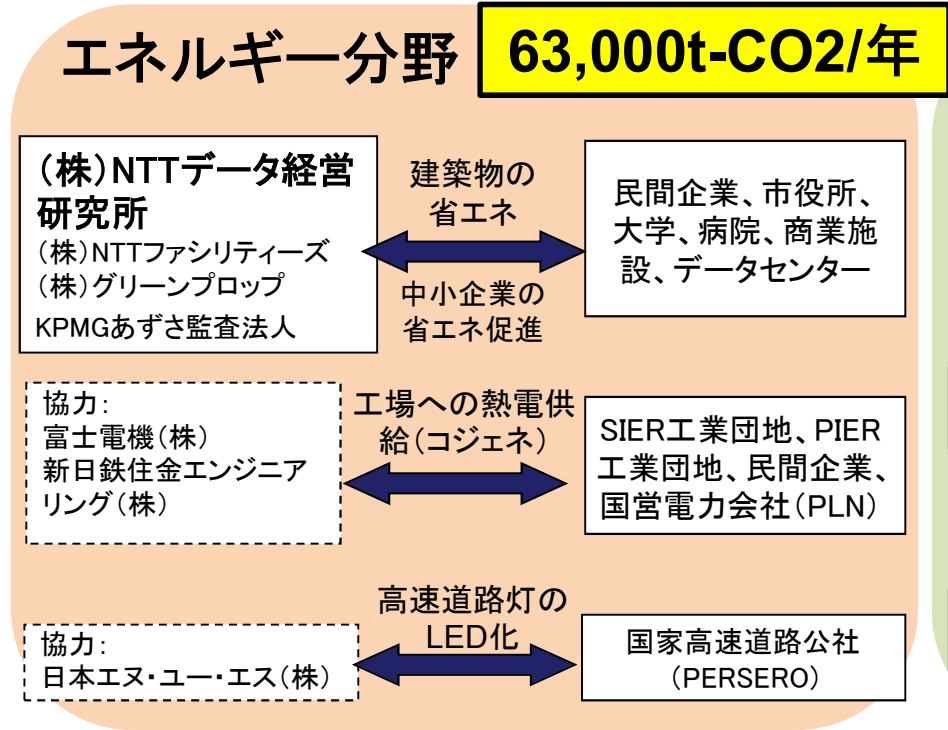 エネルギー分野
63,000t-CO2/年
（株）NTTデータ経営
研究所
（株）NTTファシリティーズ
（株）グリーンプロップ
KPMGあずさ監査法人
建築物の
省エネ
中小企業の
省エネ促進
民間企業、市役所、
大学、病院、商業施
設、データセンター
協力：
富士電機（株）
新日鉄住金エンジニア
リング（株）
工場への熱電供
給（コジェネ）
SIER工業団地、PIER
工業団地、民間企業、
国営電力会社（PLN）
協力：
日本エヌ・ユー・エス（株）
高速道路灯の
LED化
国家高速道路公社
（PERSERO）